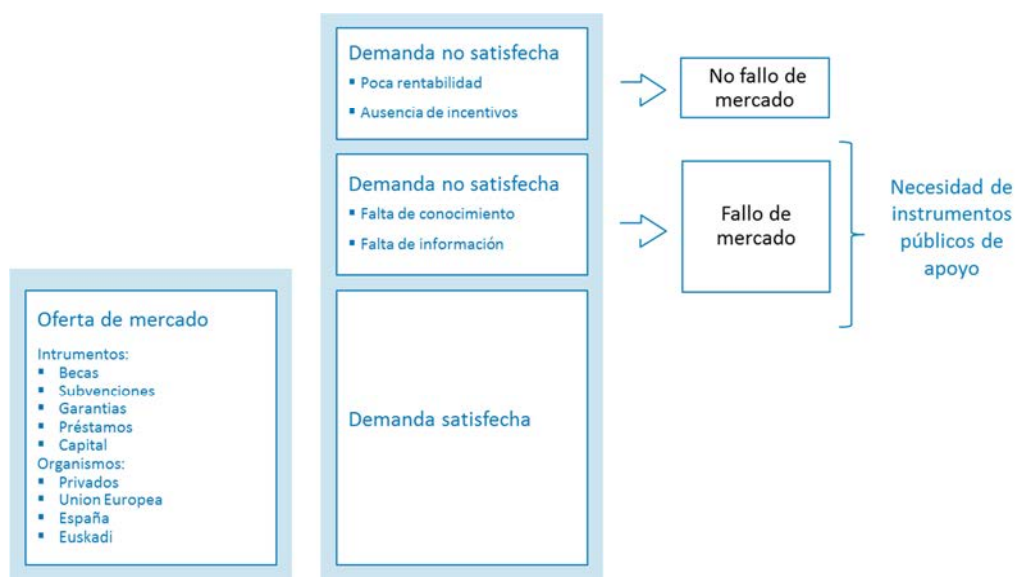 Demanda no satisfecha
▪ Poca rentabilidad
▪ Ausencia de incentivos
No fallo de
mercado
Demanda no satisfecha
▪ Falta de conocimiento
▪ Falta de información
Fallo de
mercado
Necesidad de
instrumentos
públicos de
apoyo
Oferta de mercado
Intrumentos:
▪ Becas
▪ Subvenciones
▪ Garantias
▪ Préstamos
▪ Capital
Organismos:
▪ Privados
▪ Union Europea
▪ España
▪ Euskadi
Demanda satisfecha